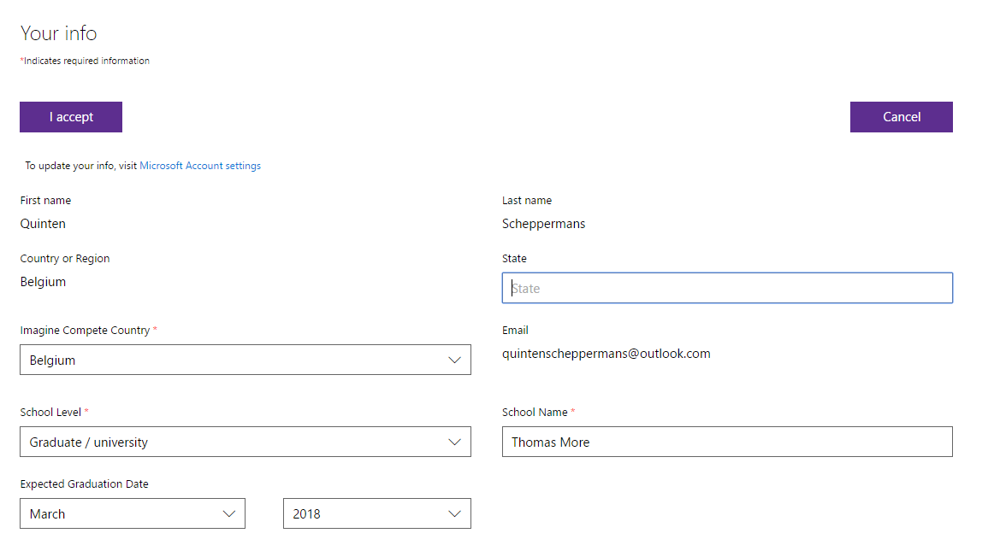 Your info
*Indicates required information
I accept
Cancel
To update your info, visit Microsoft Account settings
First name
Last name
Quinten
Scheppermans
Country or Region
State
Belgium
State
Imagine Compete Country *
Email
Belgium
quintenscheppermans@outlook.com
School Level *
School Name *
Graduate / university
Thomas More
Expected Graduation Date
March
2018